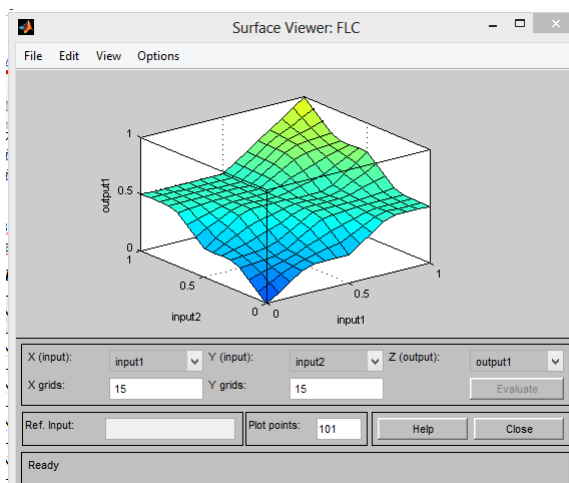 Surface Viewer: FLC
File Edit View Options
1
0.5
0
output1
1
0.5
0
input2
0
0.5
1
input1
X (input): input1 Y (input): input2 Z (output): output1
X grids: 15 Y grids: 15 Evaluate
Ref. Input: Plot points: 101 Help Close
Ready